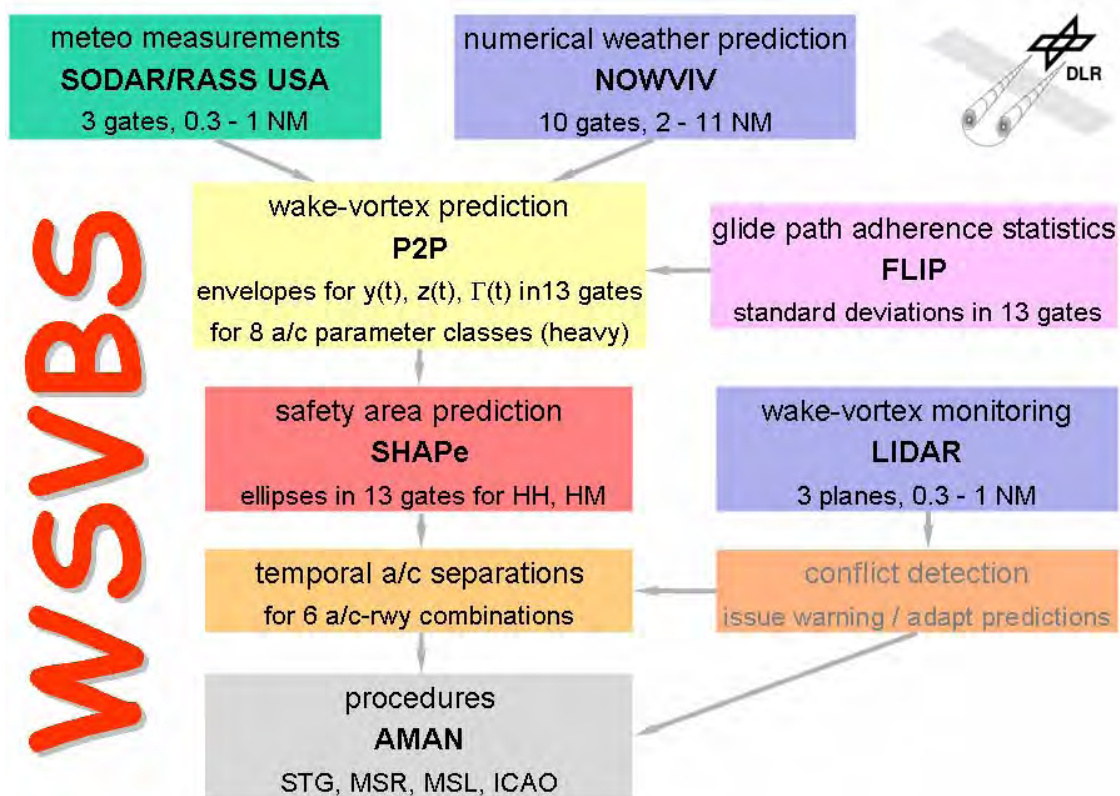 meteo measurements
SODAR/RASS USA
3 gates, 0.3 - 1 NM
numerical weather prediction
NOWVIV
10 gates, 2 - 11 NM
DLR
WSVBS
wake-vortex prediction
P2P
envelopes for y(t), z(t), Γ(t) in13 gates
for 8 a/c parameter classes (heavy)
glide path adherence statistics
FLIP
standard deviations in 13 gates
safety area prediction
SHAPe
ellipses in 13 gates for HH, HM
wake-vortex monitoring
LIDAR
3 planes, 0.3 - 1 NM
temporal a/c separations
for 6 a/c-rwy combinations
conflict detection
issue warning / adapt predictions
procedures
AMAN
STG, MSR, MSL, ICAO